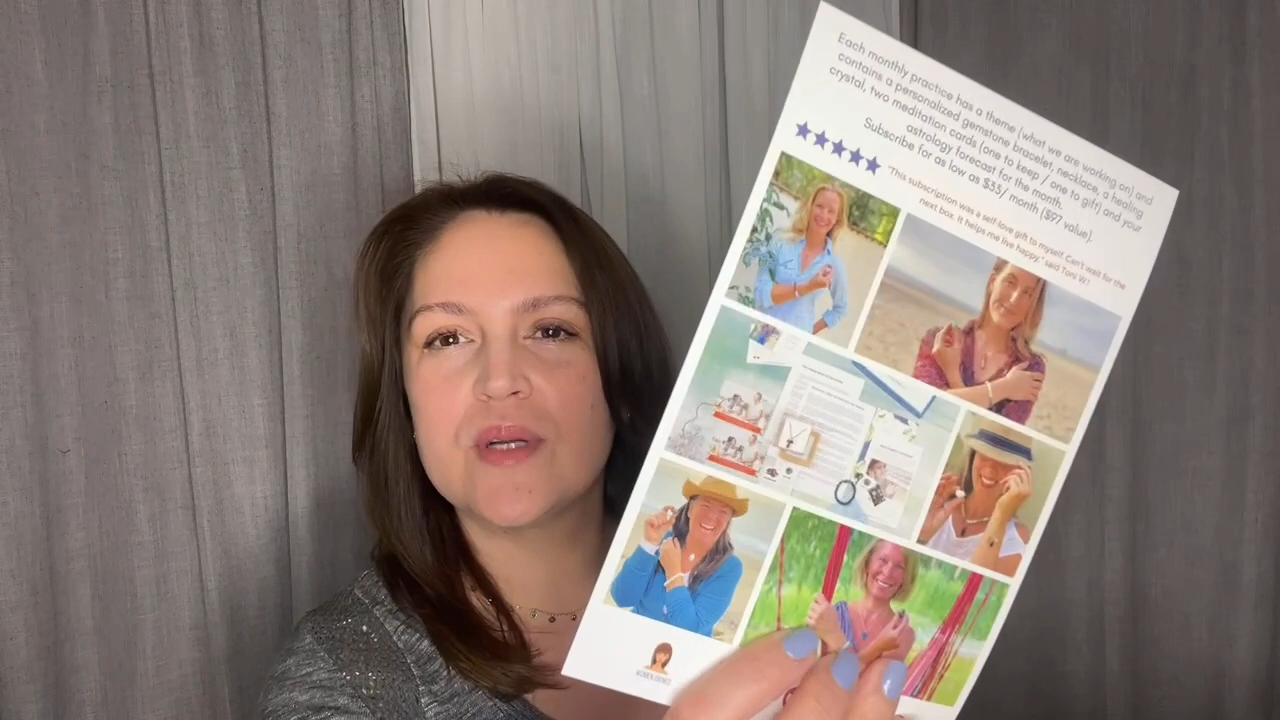 Each monthly practice has a theme (what we are working on) and
contains a personalized gemstone bracelet, necklace, a healing
crystal, two meditation cards (one to keep / one to gift) and your
astrology forecast for the month.
Subscribe for as low as $33/ month ($97 value).
"This subscription was a self-love gift to myself. Can't wait for the
next box. It helps me live happy," said Toni W.!
WOMEN OWNED